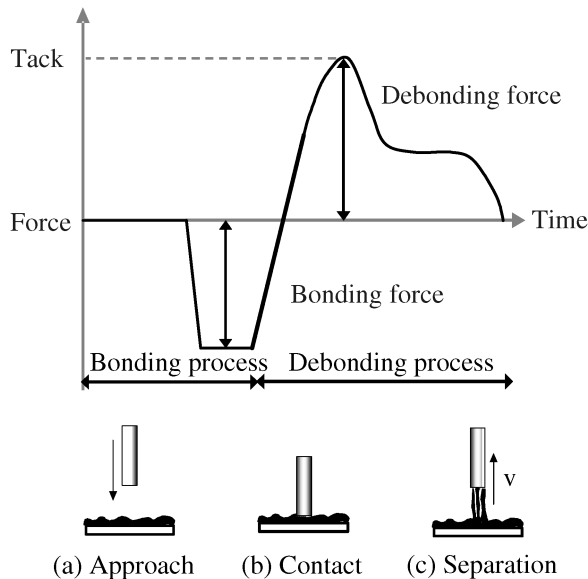 Tack
Debonding force
Force
Time
Bonding force
Bonding process
Debonding process
v
(a) Approach
(b) Contact
(c) Separation